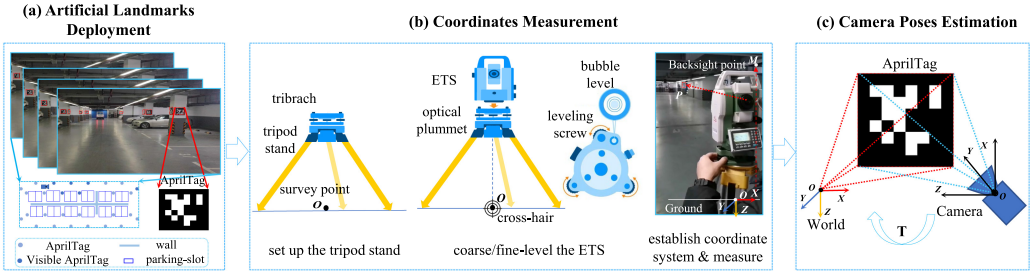 (a) Artificial Landmarks
Deployment
AprilTag
AprilTag
wall
Visible AprilTag
parking-slot
(b) Coordinates Measurement
tribrach
tripod
stand
survey point
O
set up the tripod stand
ETS
optical
plummet
bubble
level
leveling
screw
O
cross-hair
coarse/fine-level the ETS
Backsight point
M
P
O
X
Y
Z
Ground
establish coordinate
system & measure
(c) Camera Poses Estimation
AprilTag
O
X
Y
Z
World
X
Y
Z
O
Camera
T